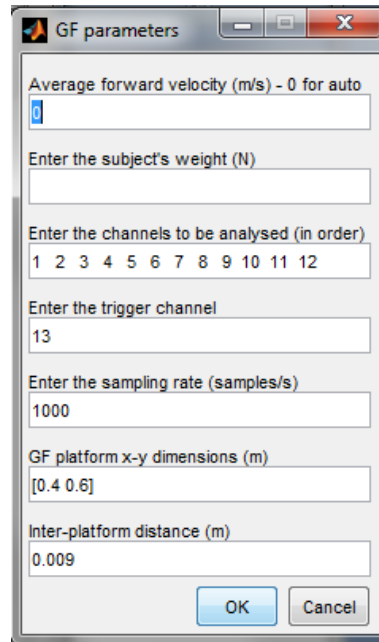 GF parameters
Average forward velocity (m/s) - 0 for auto
0
Enter the subject's weight (N)
Enter the channels to be analysed (in order)
1 2 3 4 5 6 7 8 9 10 11 12
Enter the trigger channel
13
Enter the sampling rate (samples/s)
1000
GF platform x-y dimensions (m)
[0.4 0.6]
Inter-platform distance (m)
0.009
OK Cancel